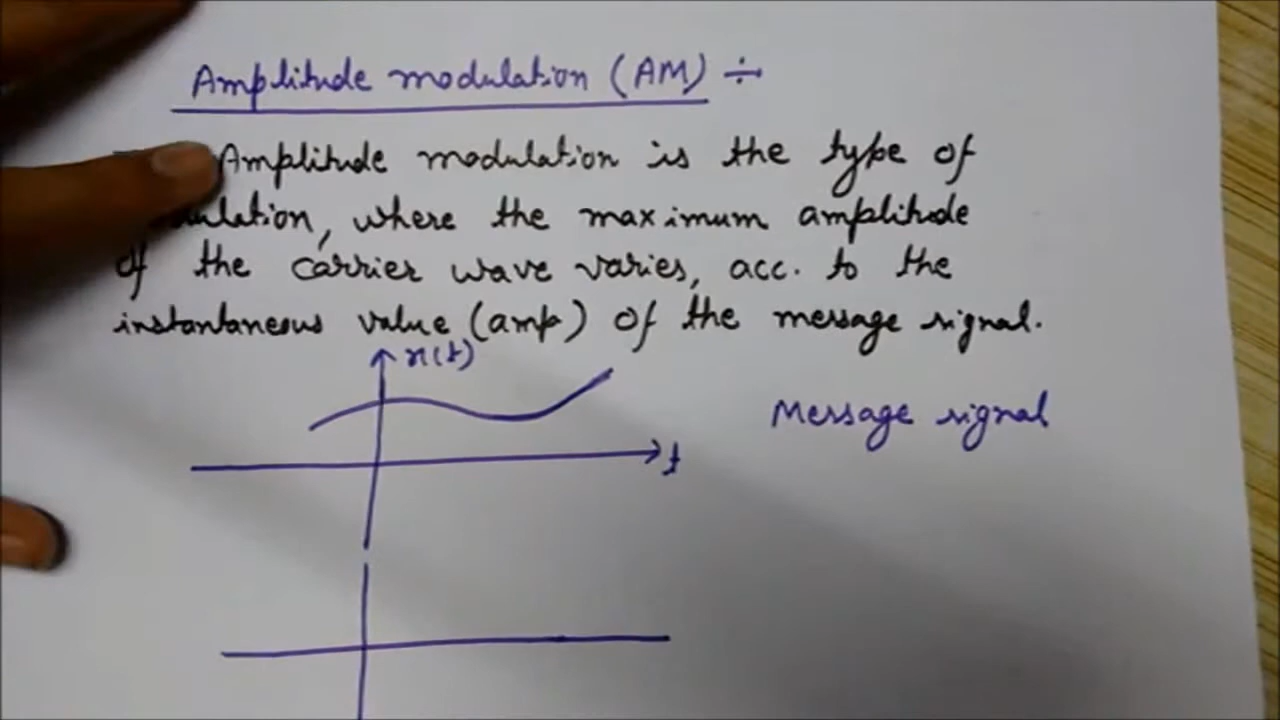 Amplitude modulation (AM) ÷
Amplitude modulation is the type of
ulation, where the maximum amplitude
of the carrier wave varies, acc. to the
instantaneous value (amp) of the message signal.
x(t)
Message signal
t